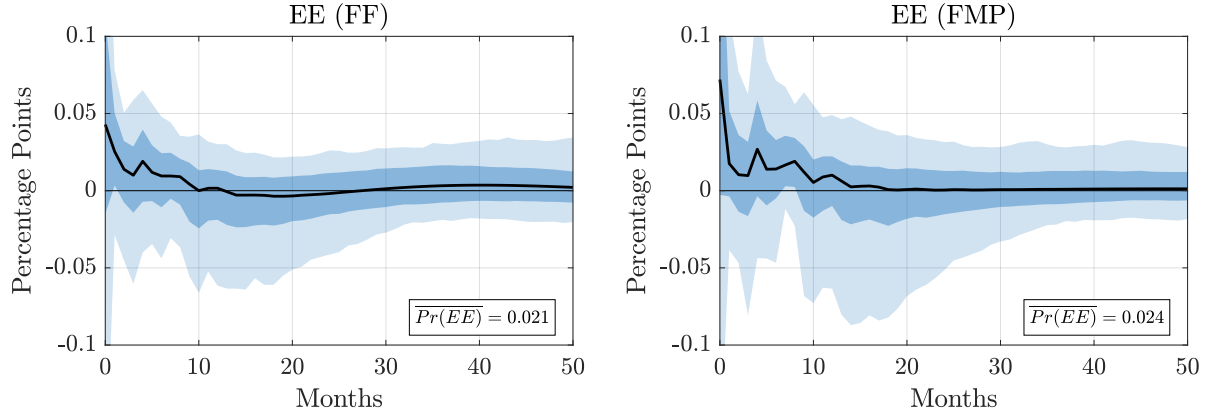 EE (FF)
Percentage Points
0.1
0.05
0
-0.05
-0.1
0 10 20 30 40 50
Months
Pr(EE) = 0.021
EE (FMP)
Percentage Points
0.1
0.05
0
-0.05
-0.1
0 10 20 30 40 50
Months
Pr(EE) = 0.024